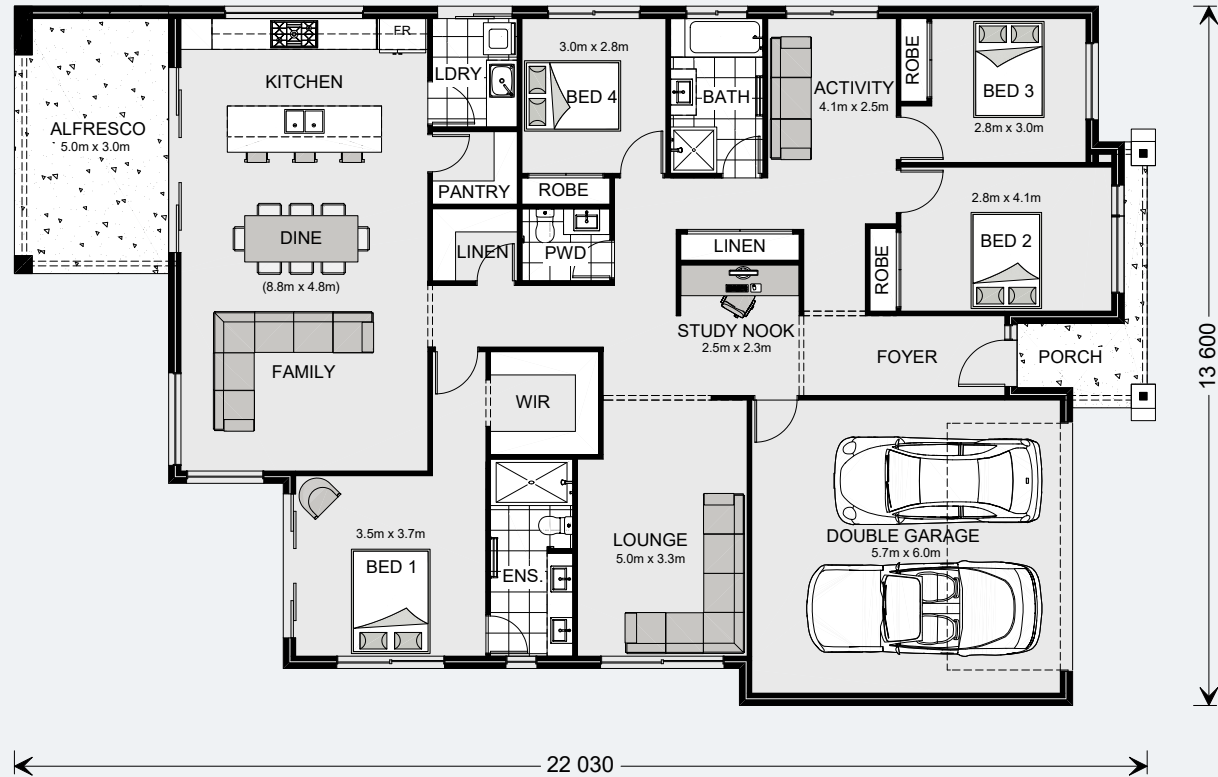 KITCHEN
FR
LDRY
3.0m x 2.8m
BED 4
BATH
ACTIVITY
4.1m x 2.5m
ROBE
BED 3
2.8m x 3.0m
ALFRESCO
5.0m x 3.0m
PANTRY
ROBE
2.8m x 4.1m
BED 2
ROBE
DINE
(8.8m x 4.8m)
LINEN
PWD
LINEN
STUDY NOOK
2.5m x 2.3m
FOYER
PORCH
13 600
FAMILY
WIR
3.5m x 3.7m
BED 1
ENS.
LOUNGE
5.0m x 3.3m
DOUBLE GARAGE
5.7m x 6.0m
22 030